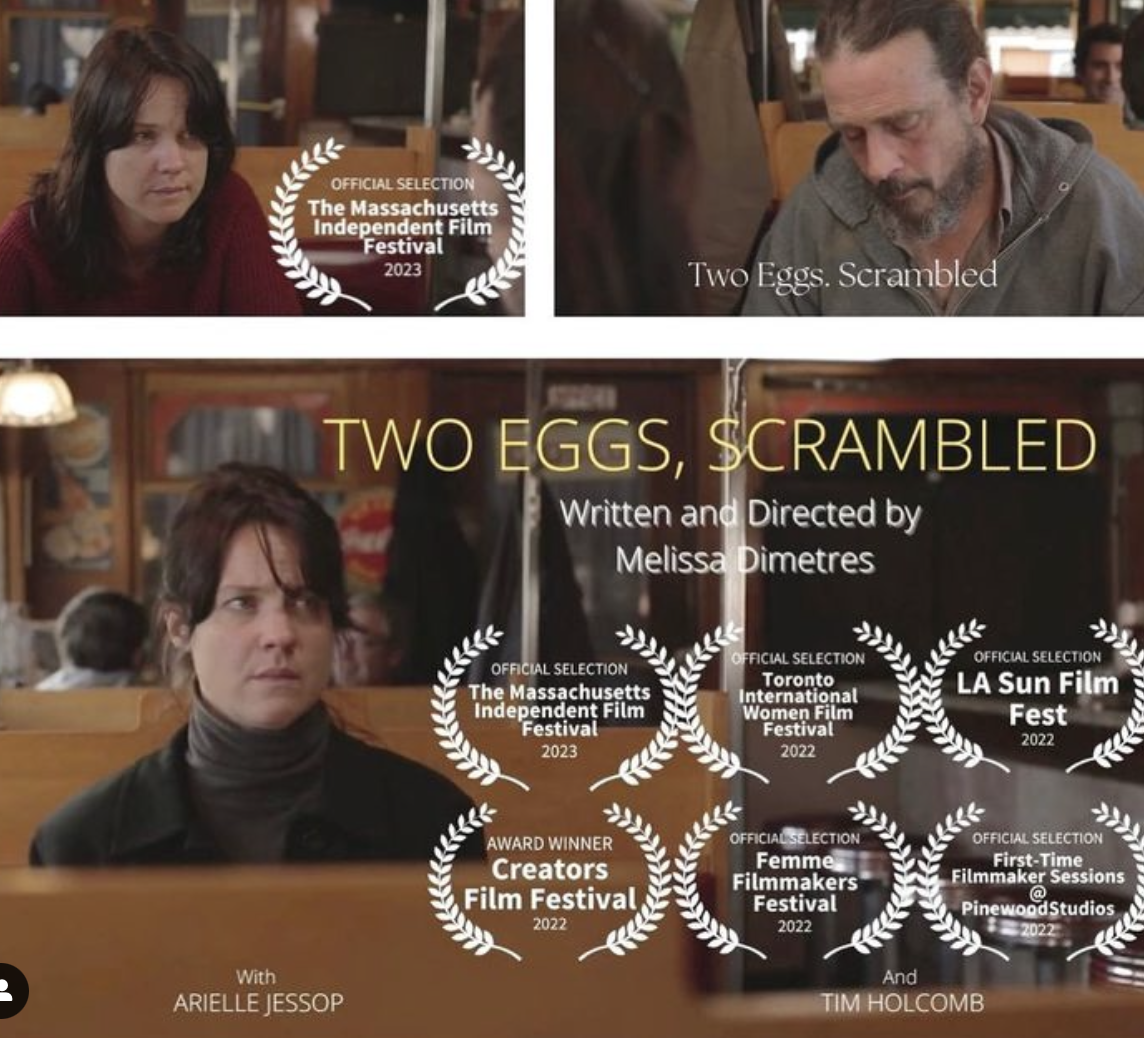 OFFICIAL SELECTION
The Massachusetts
Independent Film
Festival
2023
Two Eggs. Scrambled
TWO EGGS, SCRAMBLED
Written and Directed by
Melissa Dimetres
OFFICIAL SELECTION
The Massachusetts
Independent Film
Festival
2023
OFFICIAL SELECTION
Toronto
International
Women Film
Festival
2022
OFFICIAL SELECTION
LA Sun Film
Fest
2022
AWARD WINNER
Creators
Film Festival
2022
OFFICIAL SELECTION
Femme
Filmmakers
Festival
2022
OFFICIAL SELECTION
First-Time
Filmmaker Sessions
@
PinewoodStudios
2022
With
ARIELLE JESSOP
And
TIM HOLCOMB